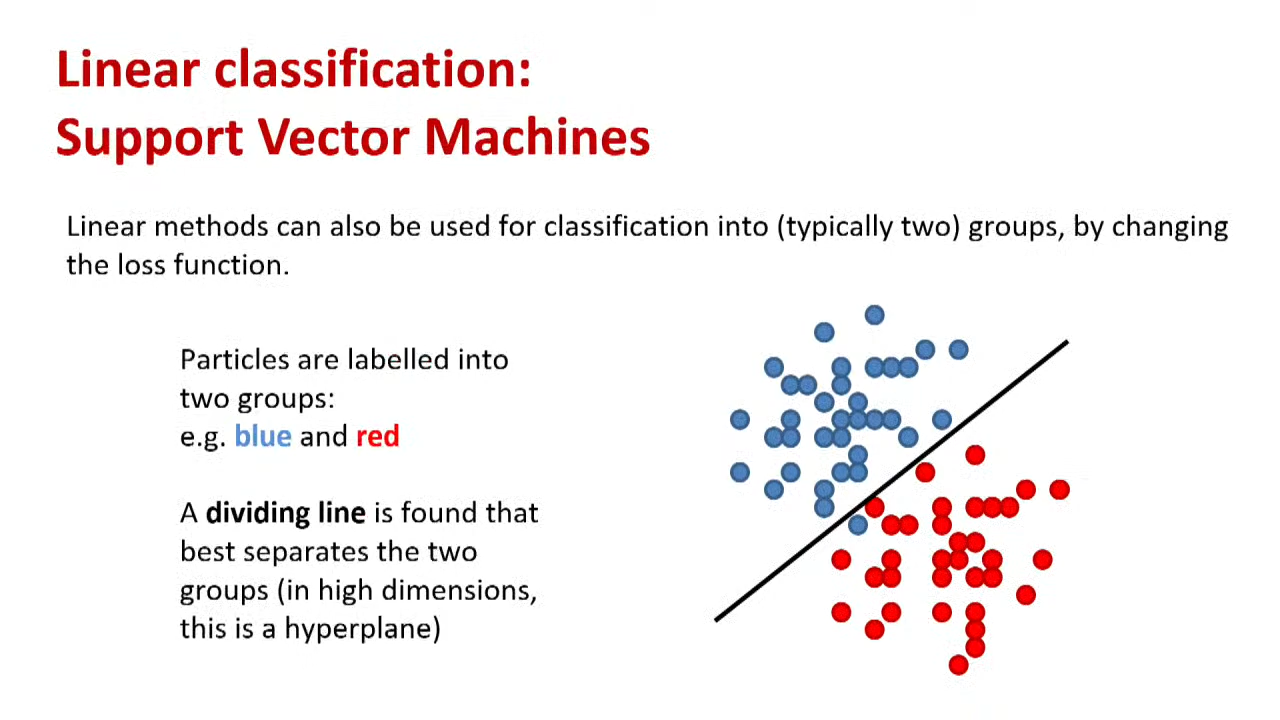 Linear classification:
Support Vector Machines
Linear methods can also be used for classification into (typically two) groups, by changing
the loss function.
Particles are labelled into
two groups:
e.g. blue and red
A dividing line is found that
best separates the two
groups (in high dimensions,
this is a hyperplane)